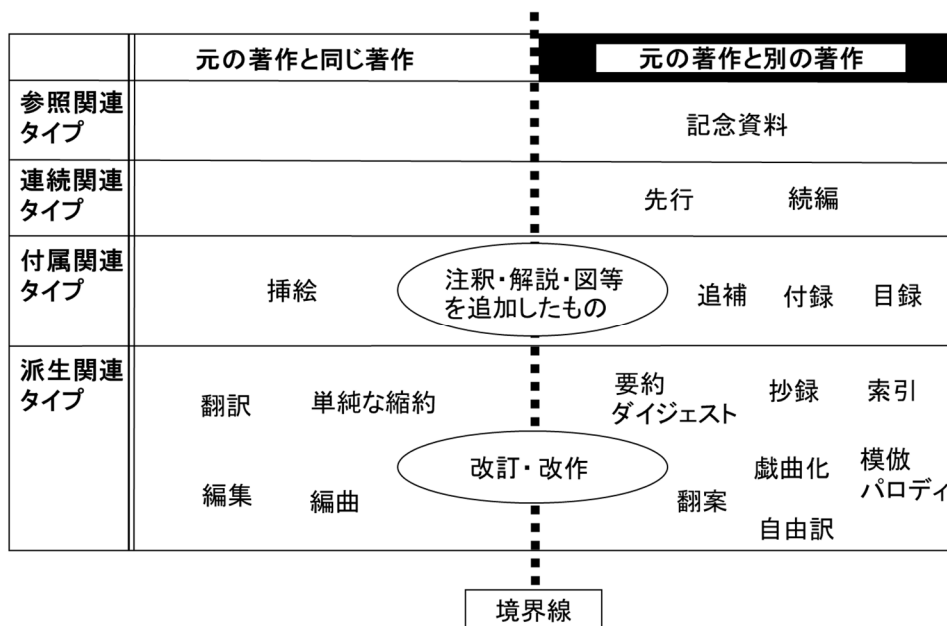 元の著作と同じ著作
元の著作と別の著作
参照関連
タイプ
記念資料
連続関連
タイプ
先行
続編
付属関連
タイプ
挿絵
注釈・解説・図等
を追加したもの
追補
付録
目録
派生関連
タイプ
翻訳
単純な縮約
要約
ダイジェスト
抄録
索引
改訂・改作
編集
編曲
翻案
戯曲化
模倣
パロディ
自由訳
境界線